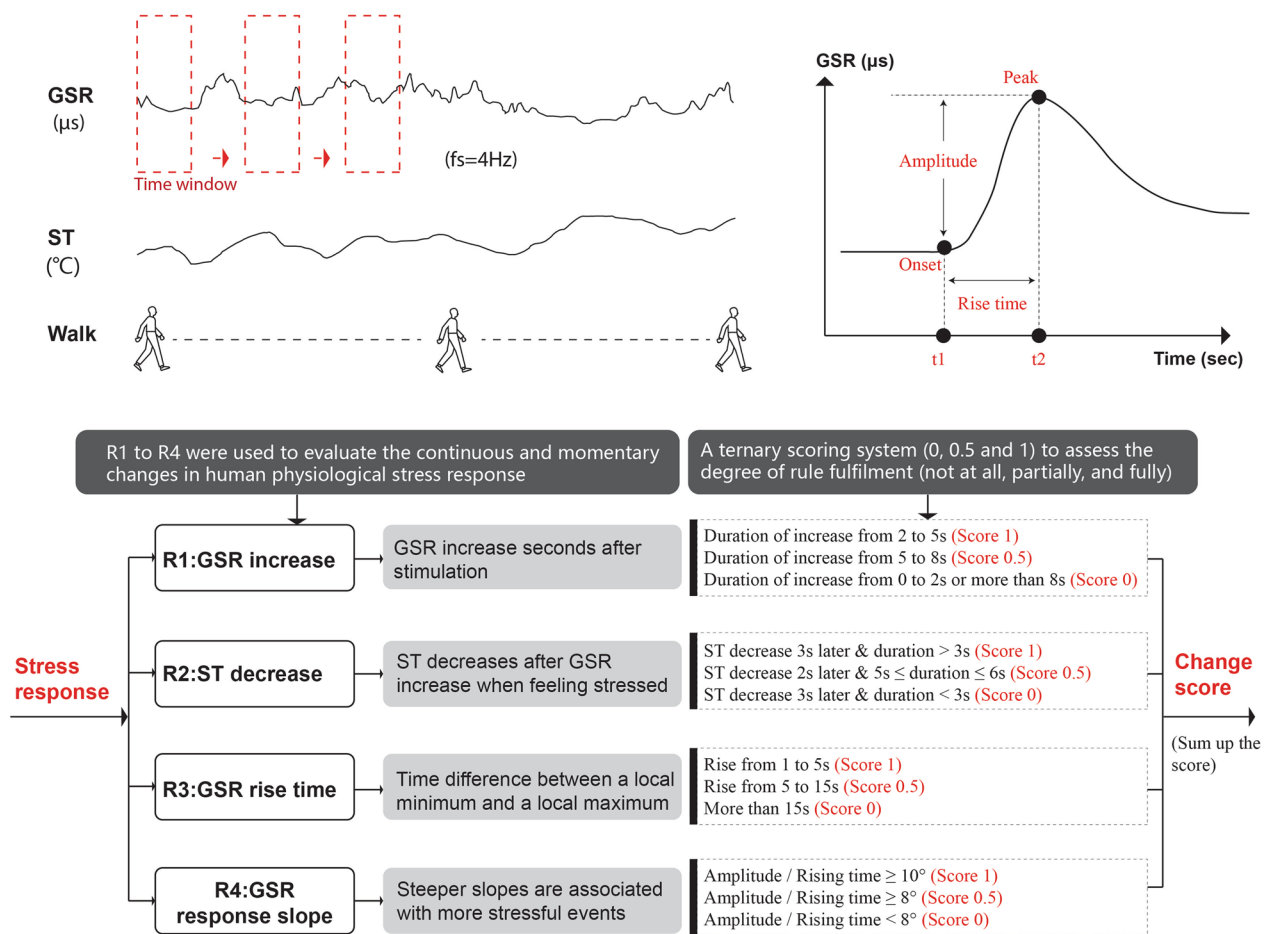 GSR
(μs)
Time window
(fs=4Hz)
ST
(℃)
Walk
GSR (μs)
Peak
Amplitude
Onset
Rise time
t1
t2
Time (sec)
R1 to R4 were used to evaluate the continuous and momentary
changes in human physiological stress response
A ternary scoring system (0, 0.5 and 1) to assess the
degree of rule fulfilment (not at all, partially, and fully)
Stress
response
R1:GSR increase
GSR increase seconds after
stimulation
Duration of increase from 2 to 5s (Score 1)
Duration of increase from 5 to 8s (Score 0.5)
Duration of increase from 0 to 2s or more than 8s (Score 0)
R2:ST decrease
ST decreases after GSR
increase when feeling stressed
ST decrease 3s later & duration > 3s (Score 1)
ST decrease 2s later & 5s ≤ duration ≤ 6s (Score 0.5)
ST decrease 3s later & duration < 3s (Score 0)
R3:GSR rise time
Time difference between a local
minimum and a local maximum
Rise from 1 to 5s (Score 1)
Rise from 5 to 15s (Score 0.5)
More than 15s (Score 0)
R4:GSR
response slope
Steeper slopes are associated
with more stressful events
Amplitude / Rising time ≥ 10° (Score 1)
Amplitude / Rising time ≥ 8° (Score 0.5)
Amplitude / Rising time < 8° (Score 0)
Change
score
(Sum up the
score)